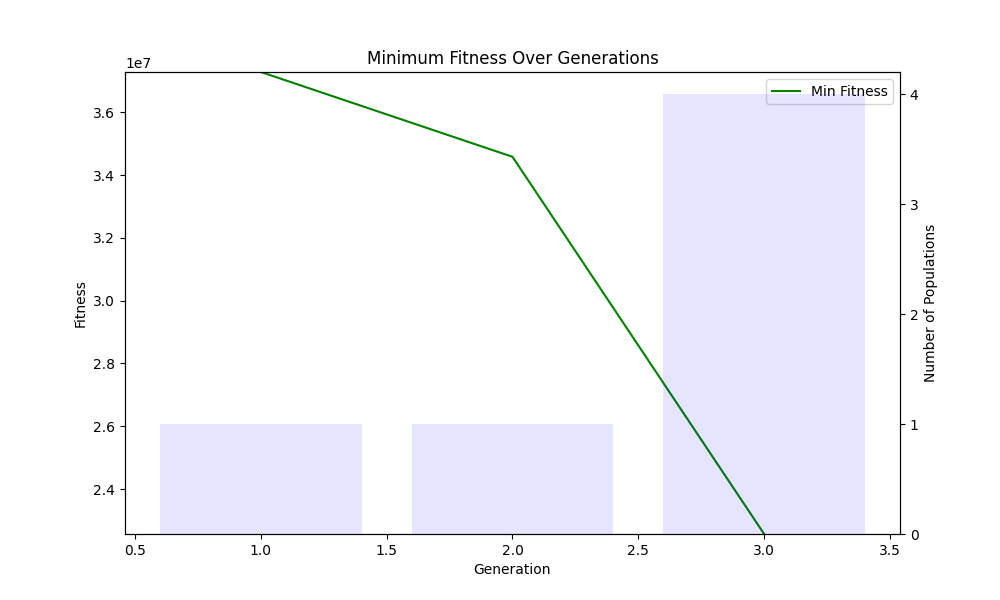 Minimum Fitness Over Generations
1e7
Min Fitness
3.6
3.4
3.2
3.0
2.8
2.6
2.4
Fitness
4
3
2
1
0
Number of Populations
0.5 1.0 1.5 2.0 2.5 3.0 3.5
Generation